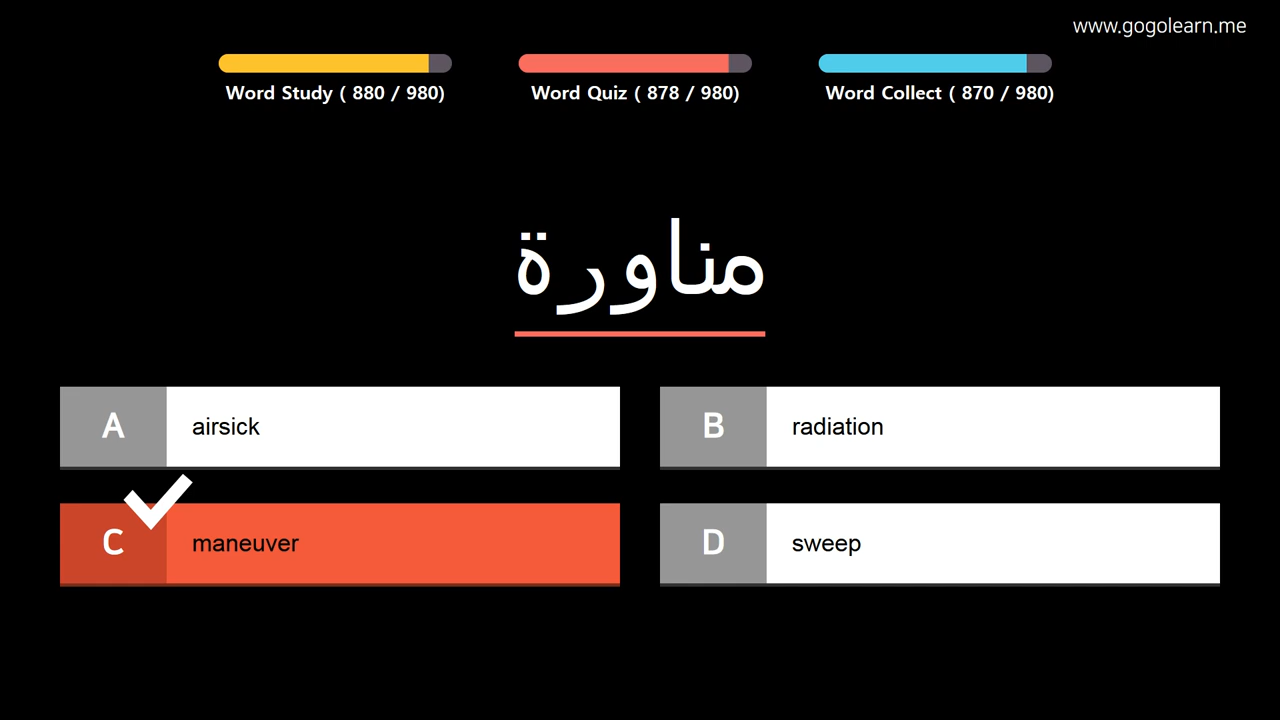 www.gogolearn.me
Word Study ( 880 / 980)
Word Quiz ( 878 / 980)
Word Collect ( 870 / 980)
مناورة
A airsick
B radiation
C maneuver
D sweep